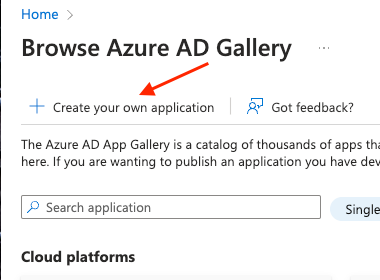 Home
Browse Azure AD Gallery ...
Create your own application Got feedback?
The Azure AD App Gallery is a catalog of thousands of apps tha
here. If you are wanting to publish an application you have dev
Search application Single
Cloud platforms